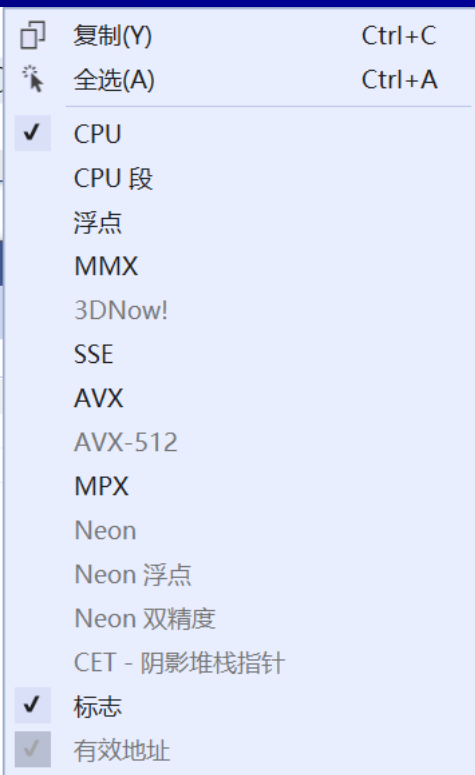 复制(Y) Ctrl+C
全选(A) Ctrl+A
CPU
CPU 段
浮点
MMX
3DNow!
SSE
AVX
AVX-512
MPX
Neon
Neon 浮点
Neon 双精度
CET - 阴影堆栈指针
标志
有效地址